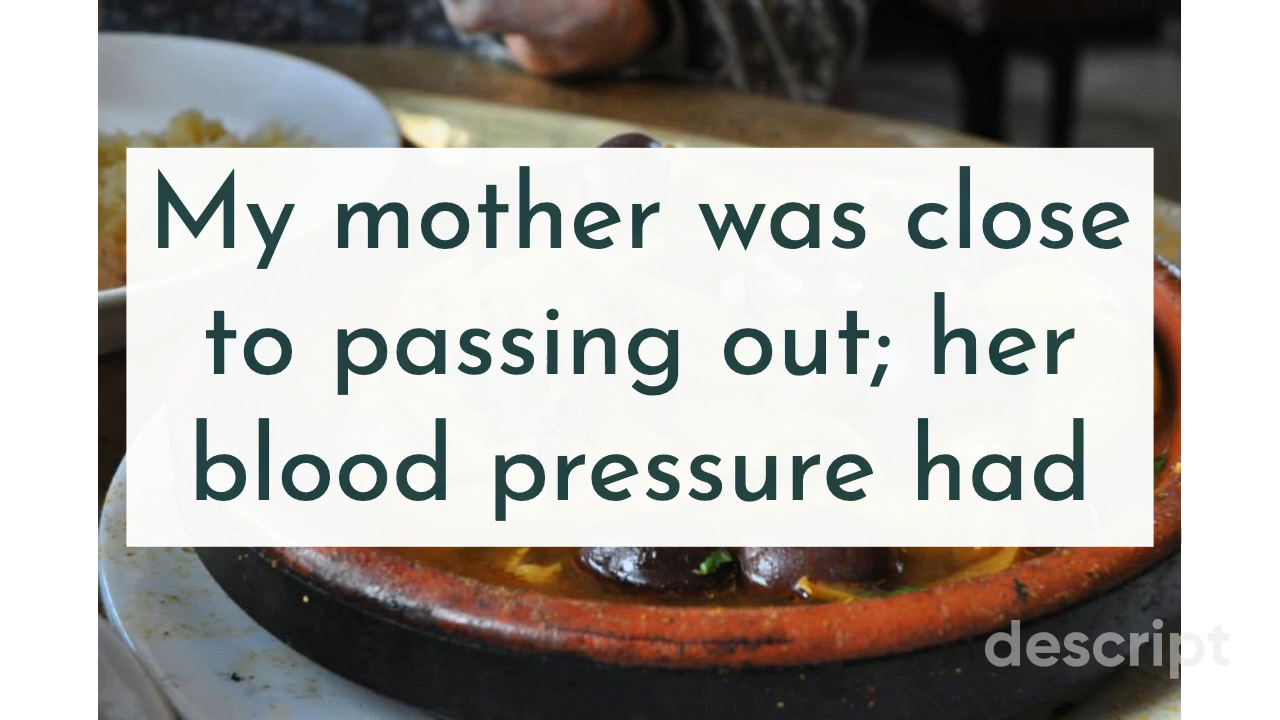 My mother was close
to passing out; her
blood pressure had
descript